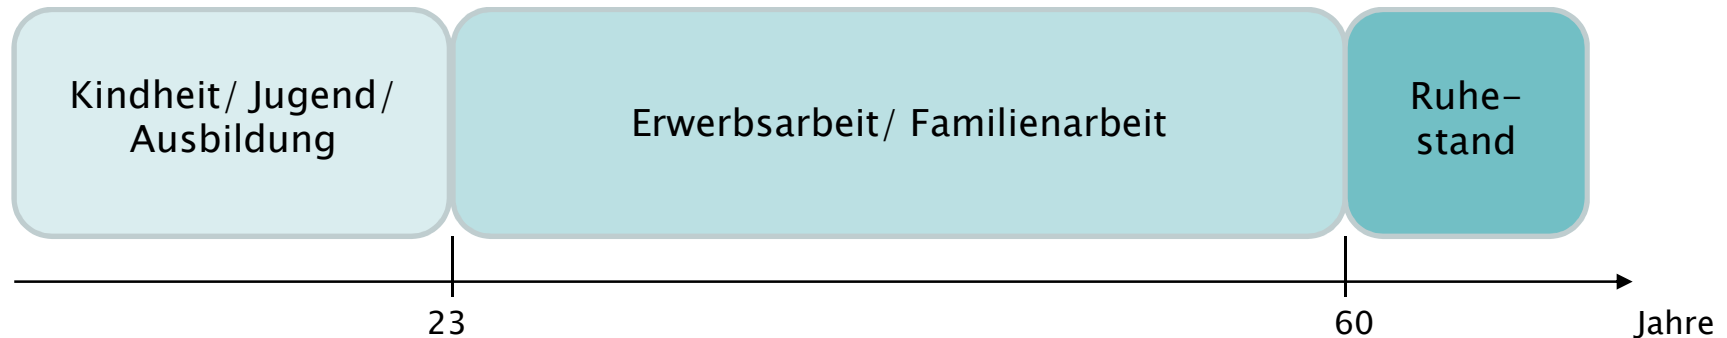 Kindheit/ Jugend/
Ausbildung
Erwerbsarbeit/ Familienarbeit
Ruhe-
stand
23
60
Jahre